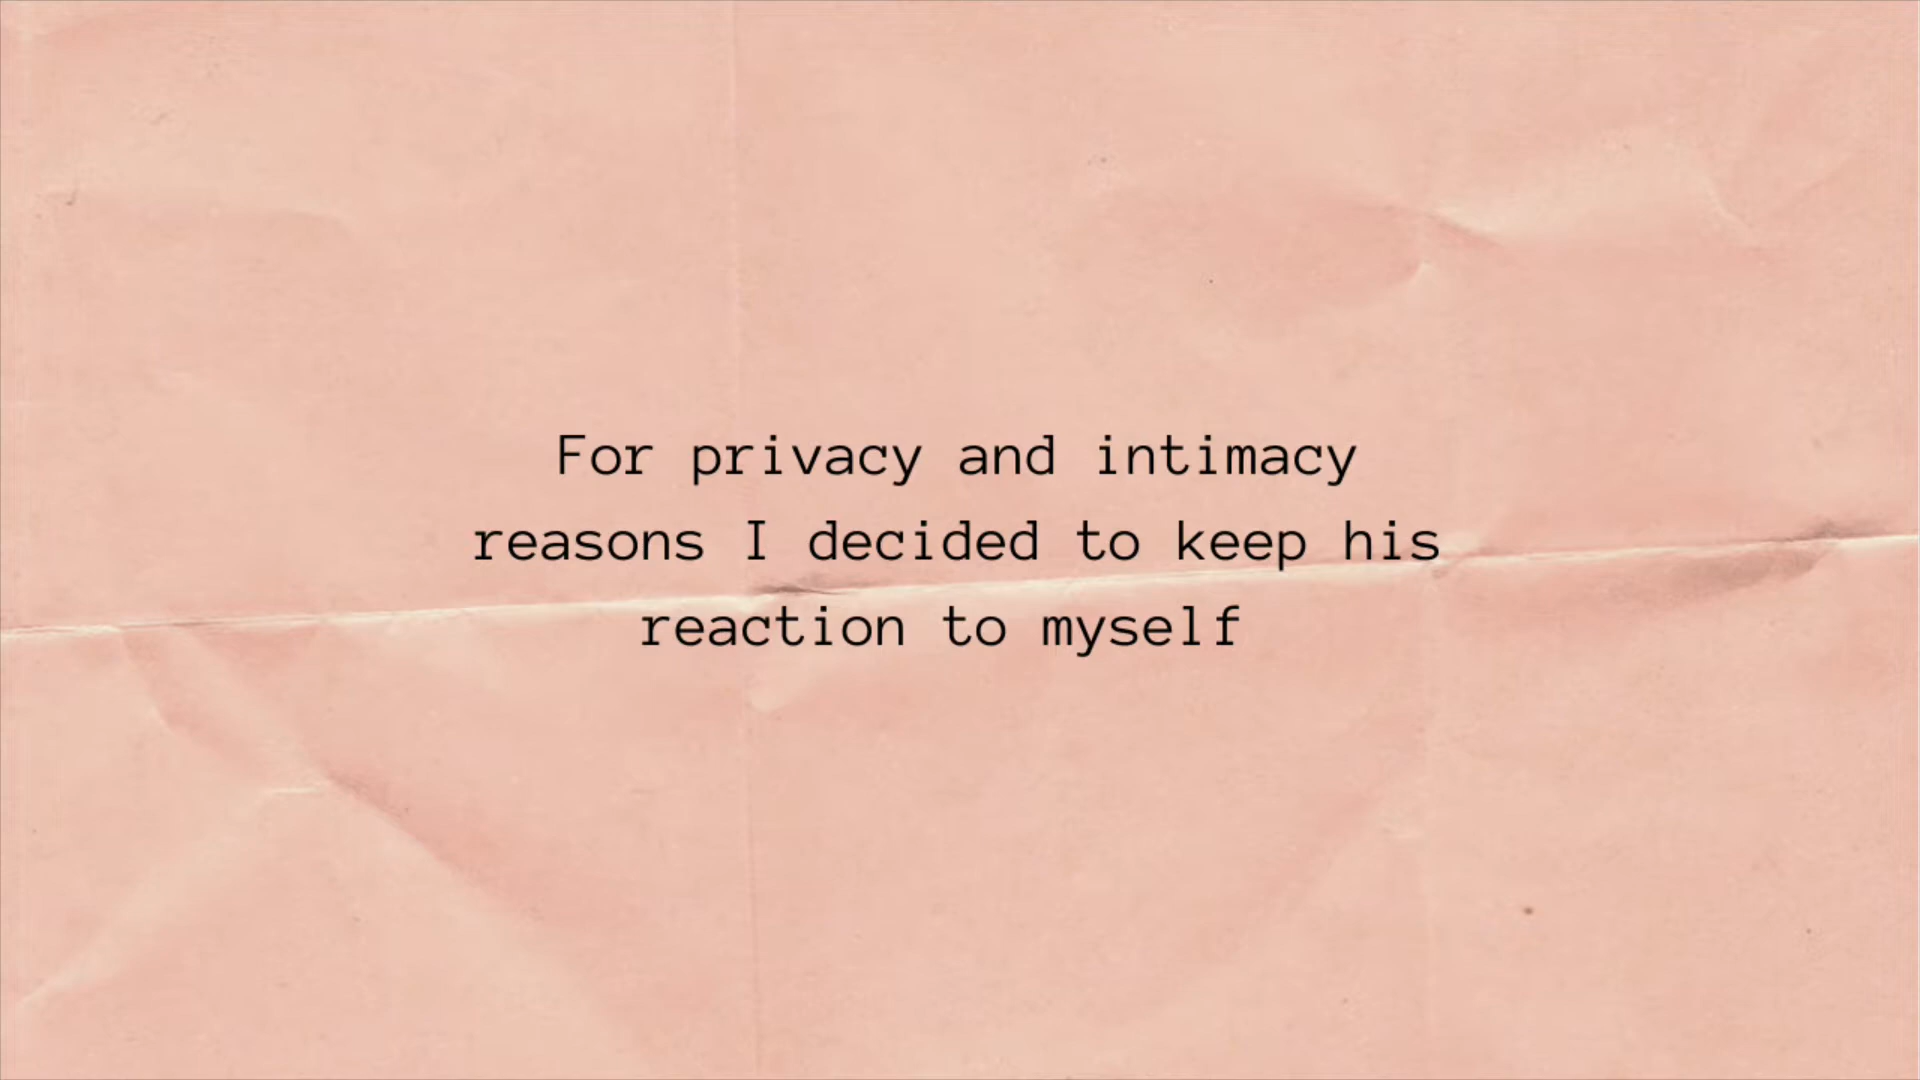 For privacy and intimacy
reasons I decided to keep his
reaction to myself